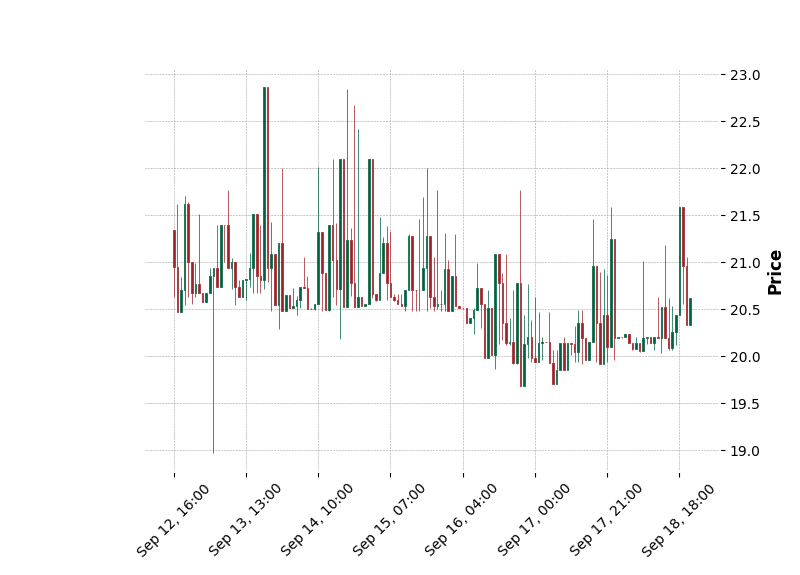 23.0
22.5
22.0
21.5
21.0
20.5
20.0
19.5
19.0
Price
Sep 12, 16:00
Sep 13, 13:00
Sep 14, 10:00
Sep 15, 07:00
Sep 16, 04:00
Sep 17, 00:00
Sep 17, 21:00
Sep 18, 18:00